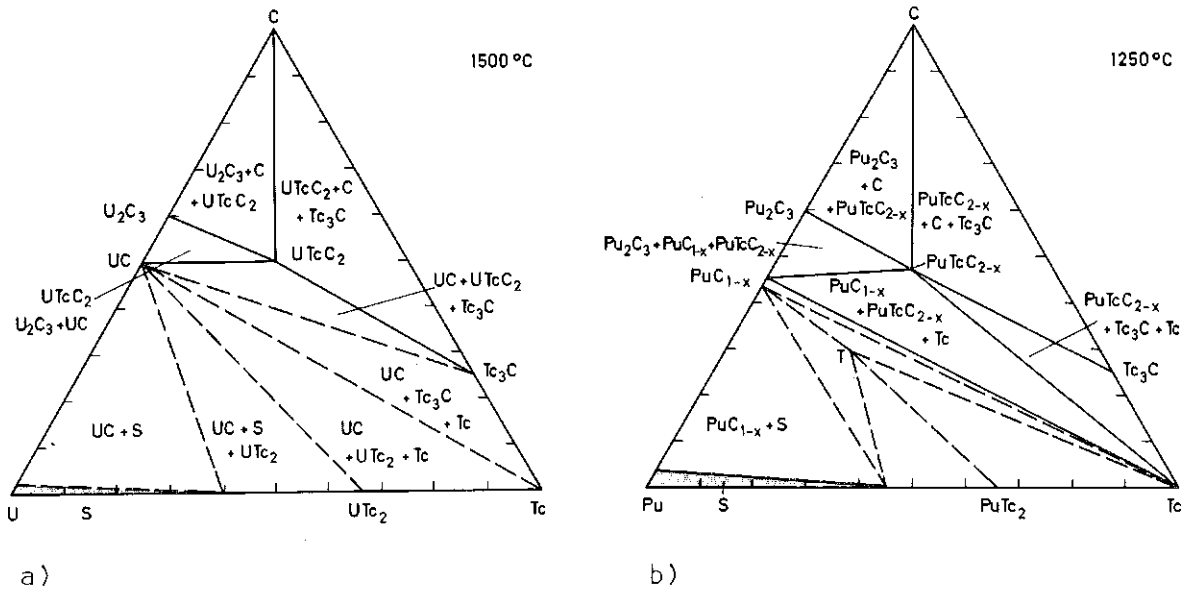 C
1500 °C
U₂C₃+C
+ UTcC₂
UTcC₂+C
+ Tc₃C
U₂C₃
UC
UTcC₂
UTcC₂
U₂C₃+UC
UC+UTcC₂
+ Tc₃C
Tc₃C
UC
+ Tc₃C
+ Tc
UC + S
UC + S
+ UTc₂
UC
+ UTc₂ + Tc
U
S
UTc₂
Tc
a)
C
1250 °C
Pu₂C₃
+ C
+ PuTcC₂₋ₓ
PuTcC₂₋ₓ
+ C + Tc₃C
Pu₂C₃
Pu₂C₃+PuC₁₋ₓ+PuTcC₂₋ₓ
PuTcC₂₋ₓ
PuC₁₋ₓ
PuC₁₋ₓ
+PuTcC₂₋ₓ
+ Tc
PuTcC₂₋ₓ
+ Tc₃C + Tc
T
Tc₃C
PuC₁₋ₓ + S
Pu
S
PuTc₂
Tc
b)